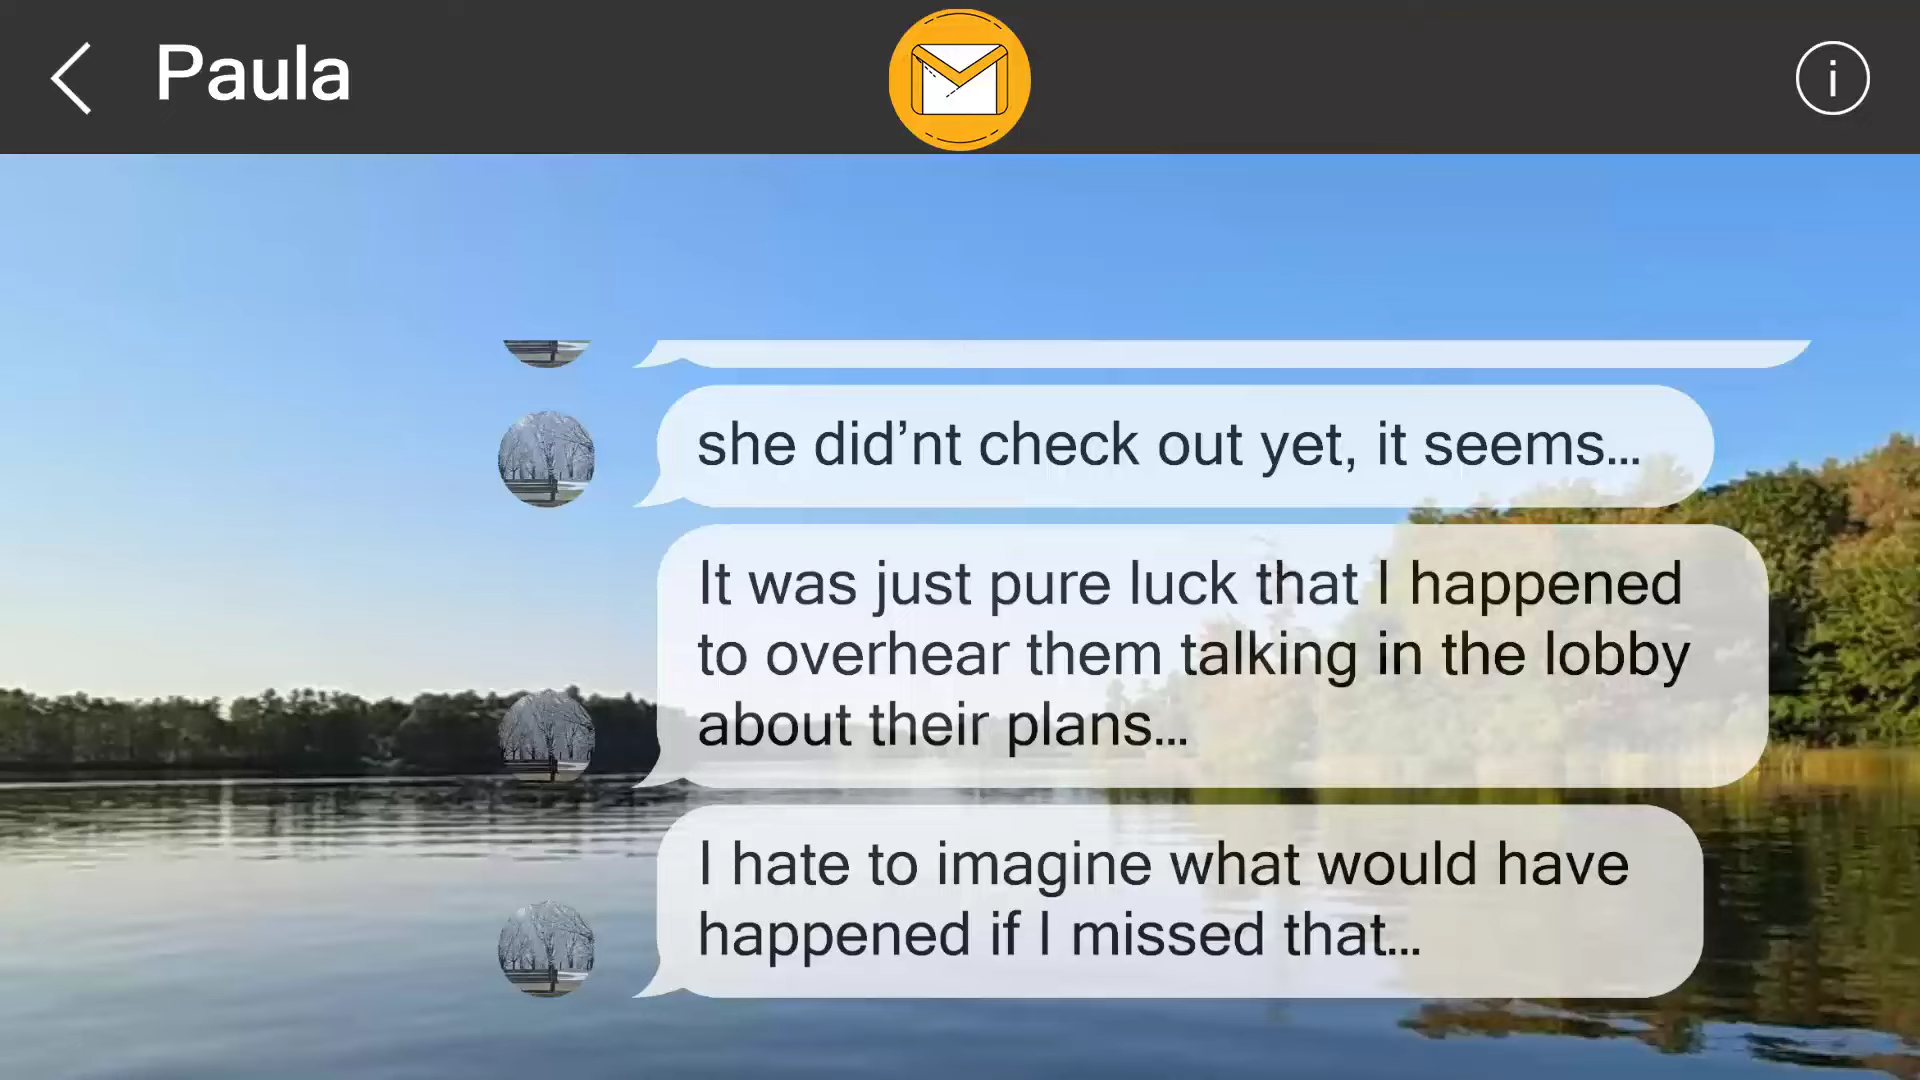 Paula
i
she did’nt check out yet, it seems...
It was just pure luck that I happened
to overhear them talking in the lobby
about their plans...
I hate to imagine what would have
happened if I missed that...